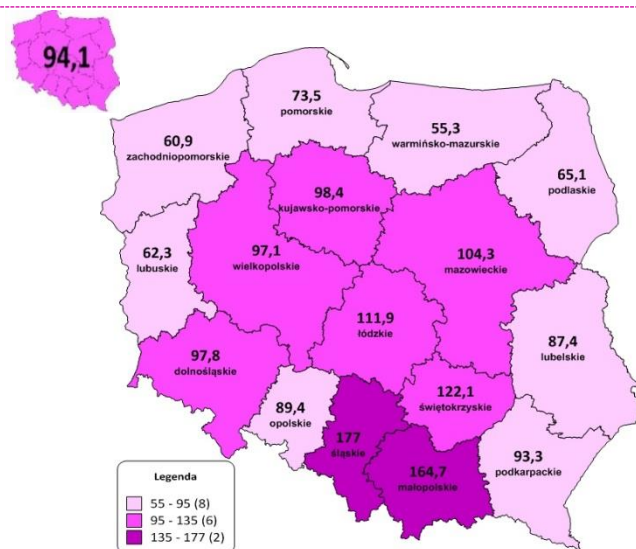 94,1
73,5
pomorskie
55,3
warmińsko-mazurskie
60,9
zachodniopomorskie
65,1
podlaskie
98,4
kujawsko-pomorskie
62,3
lubuskie
97,1
wielkopolskie
104,3
mazowieckie
111,9
łódzkie
87,4
lubelskie
97,8
dolnośląskie
89,4
opolskie
122,1
świętokrzyskie
177
śląskie
164,7
małopolskie
93,3
podkarpackie
Legenda
55 - 95 (8)
95 - 135 (6)
135 - 177 (2)